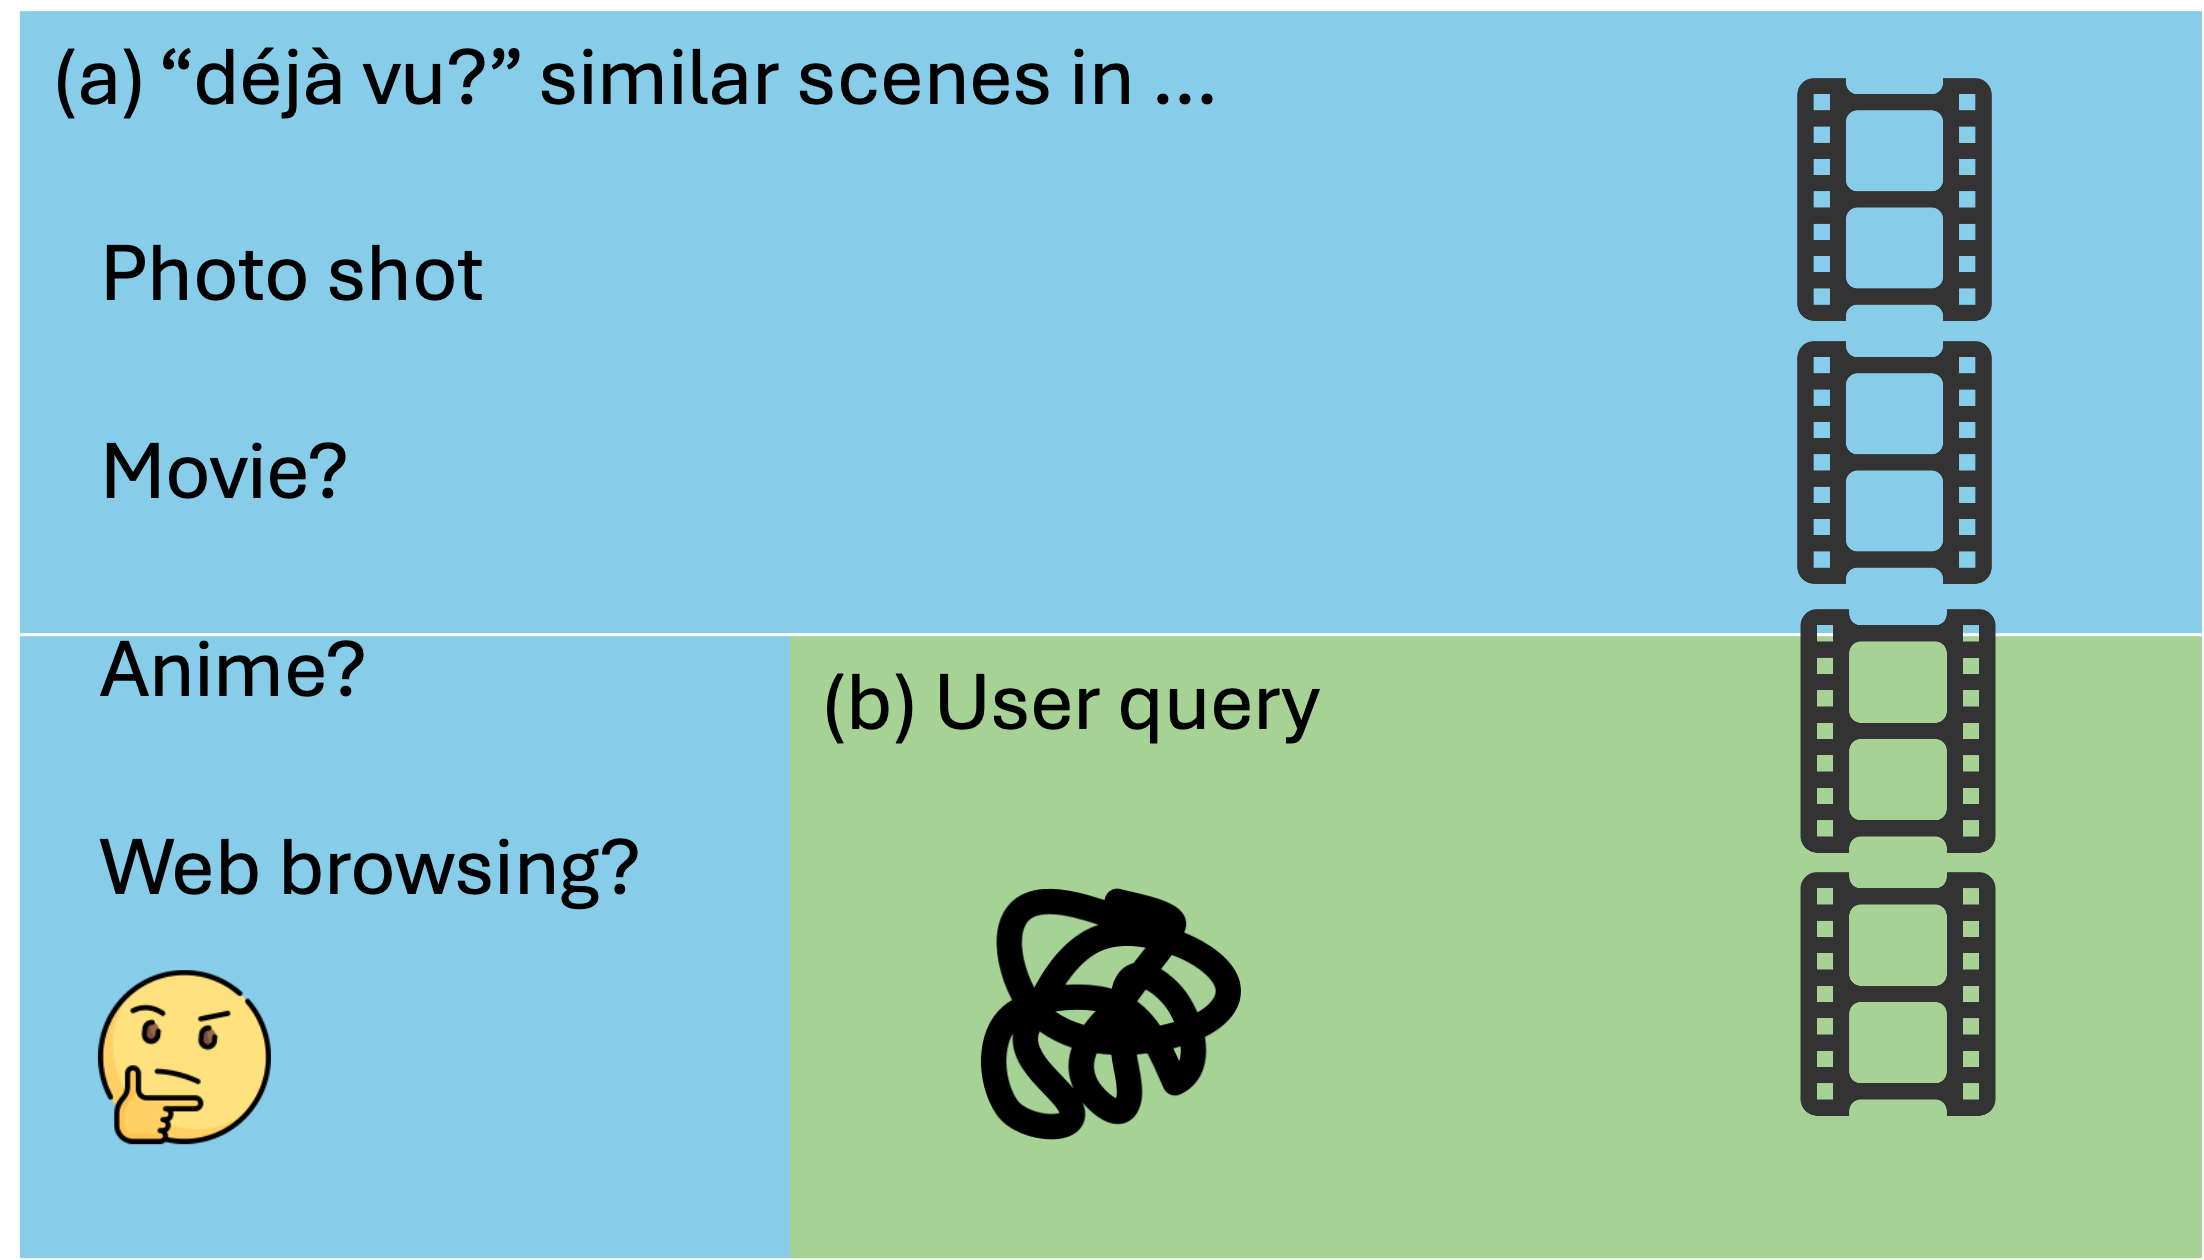 (a) “déjà vu?” similar scenes in ...
Photo shot
Movie?
Anime?
Web browsing?
(b) User query